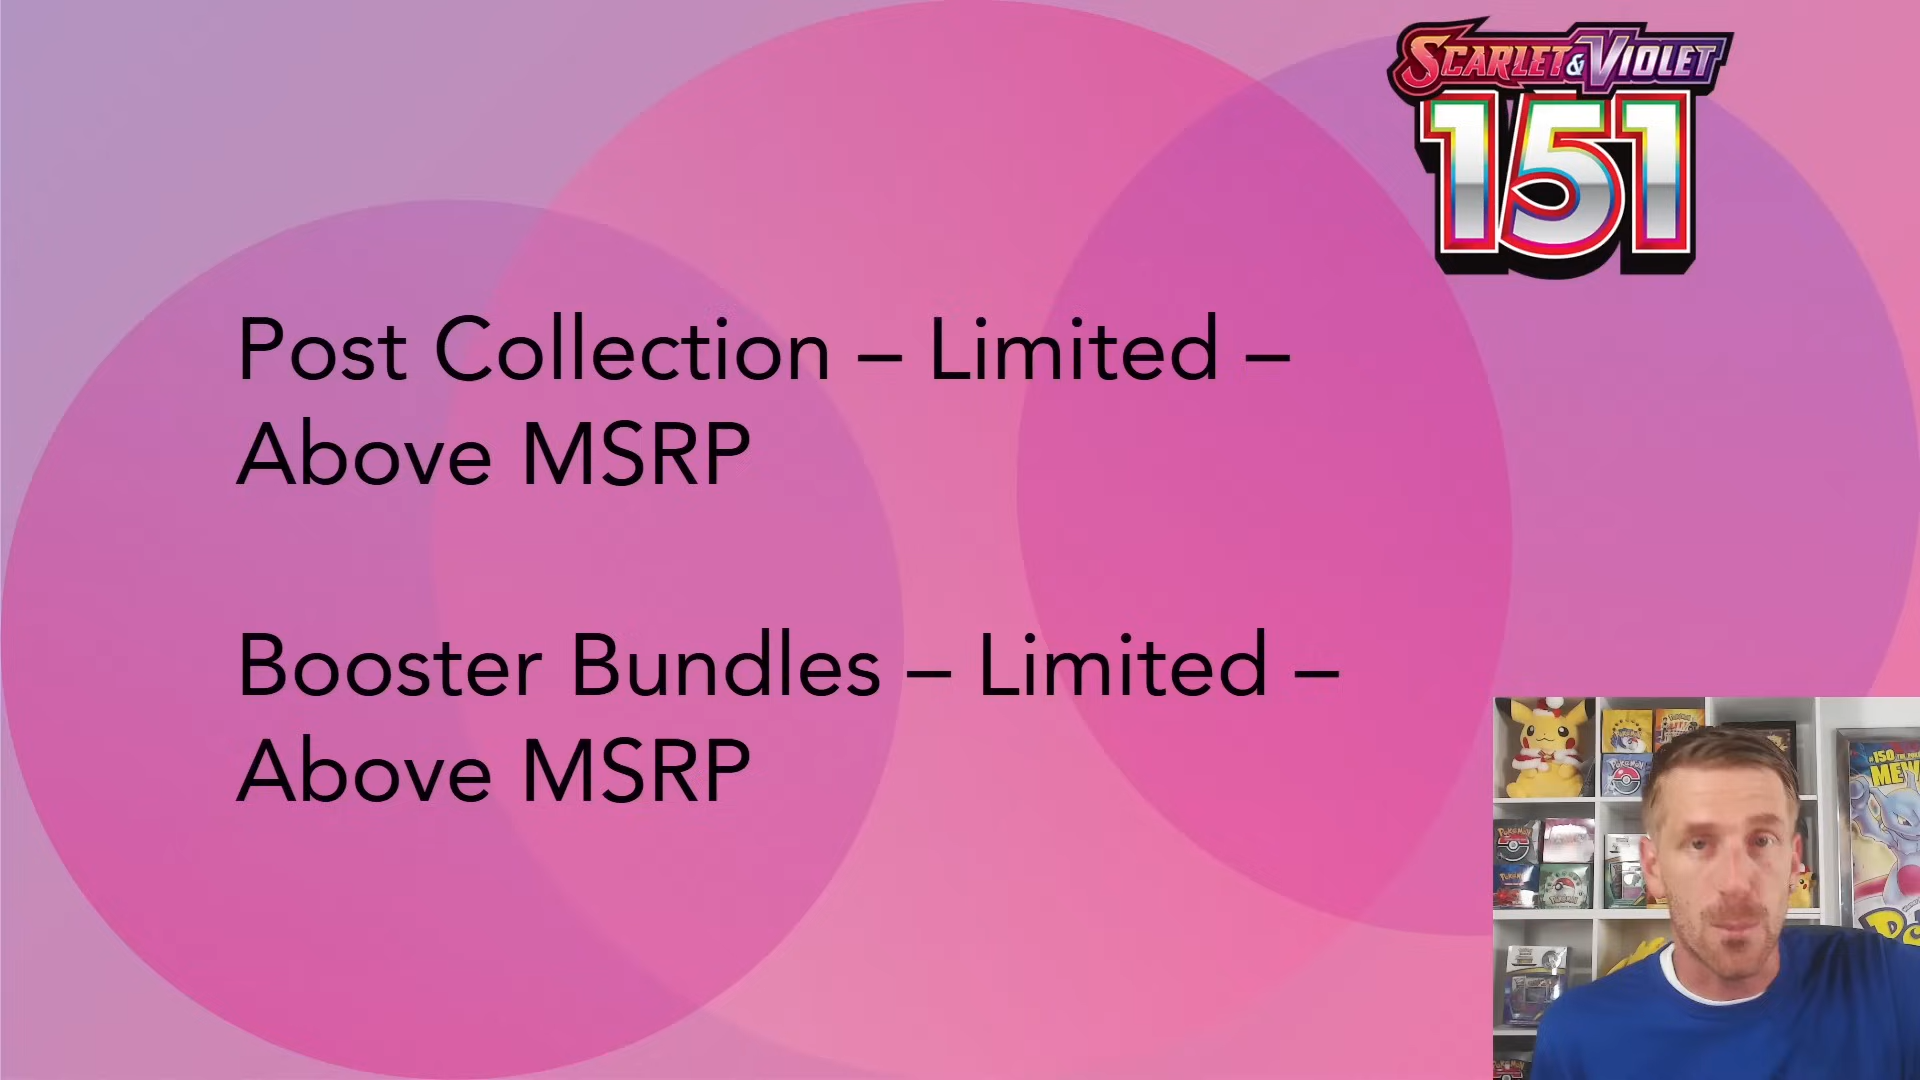 SCARLET & VIOLET
151
Post Collection – Limited –
Above MSRP
Booster Bundles – Limited –
Above MSRP